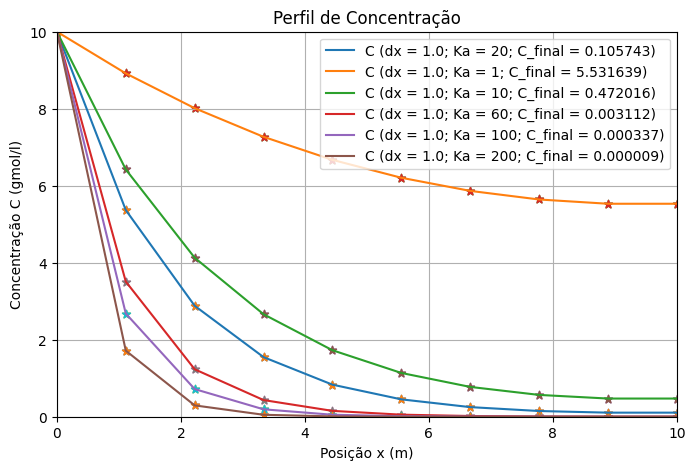 Perfil de Concentração
C (dx = 1.0; Ka = 20; C_final = 0.105743)
C (dx = 1.0; Ka = 1; C_final = 5.531639)
C (dx = 1.0; Ka = 10; C_final = 0.472016)
C (dx = 1.0; Ka = 60; C_final = 0.003112)
C (dx = 1.0; Ka = 100; C_final = 0.000337)
C (dx = 1.0; Ka = 200; C_final = 0.000009)
Concentração C (gmol/l)
10
8
6
4
2
0
0 2 4 6 8 10
Posição x (m)